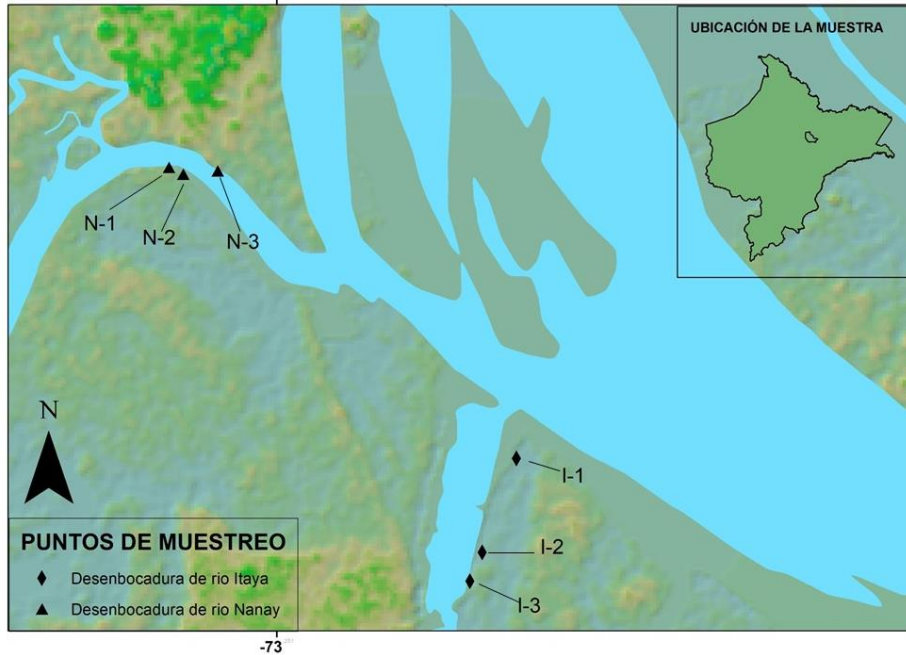 UBICACIÓN DE LA MUESTRA
N-1
N-2
N-3
I-1
I-2
I-3
N
PUNTOS DE MUESTREO
Desenbocadura de rio Itaya
Desenbocadura de rio Nanay
-73